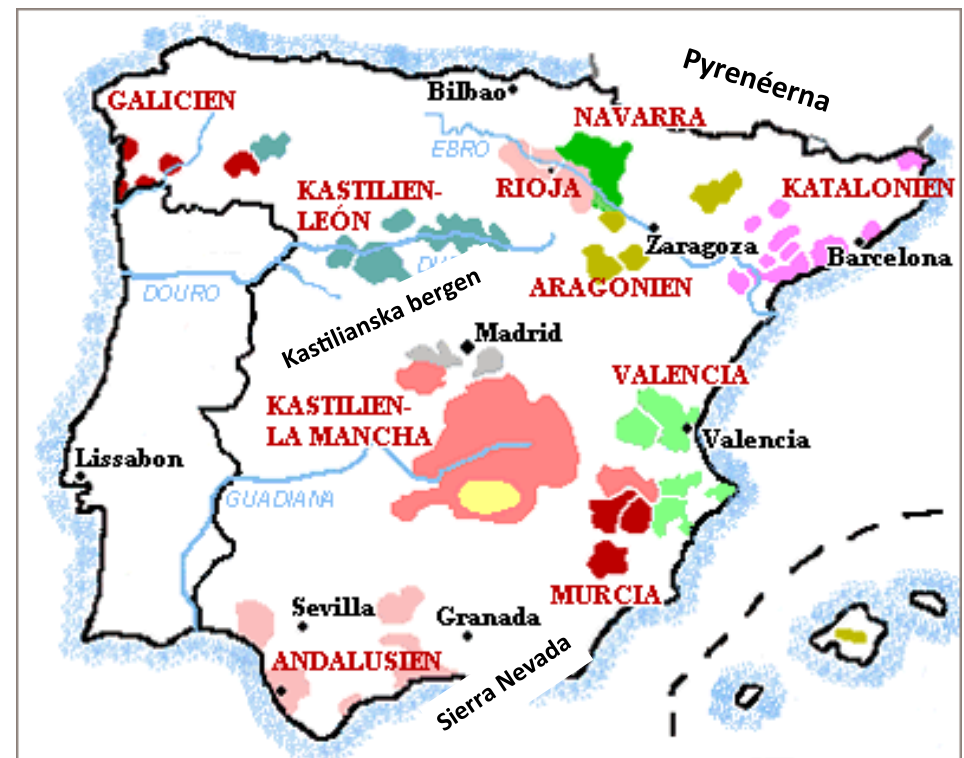 Pyrenéerna
Bilbao
GALICIEN
NAVARRA
EBRO
KASTILIEN-
LEÓN
RIOJA
KATALONIEN
Zaragoza
Barcelona
DOURO
ARAGONIEN
Kastilianska bergen
Madrid
VALENCIA
KASTILIEN-
LA MANCHA
Valencia
Lissabon
GUADIANA
MURCIA
Sevilla
Granada
ANDALUSIEN
Sierra Nevada